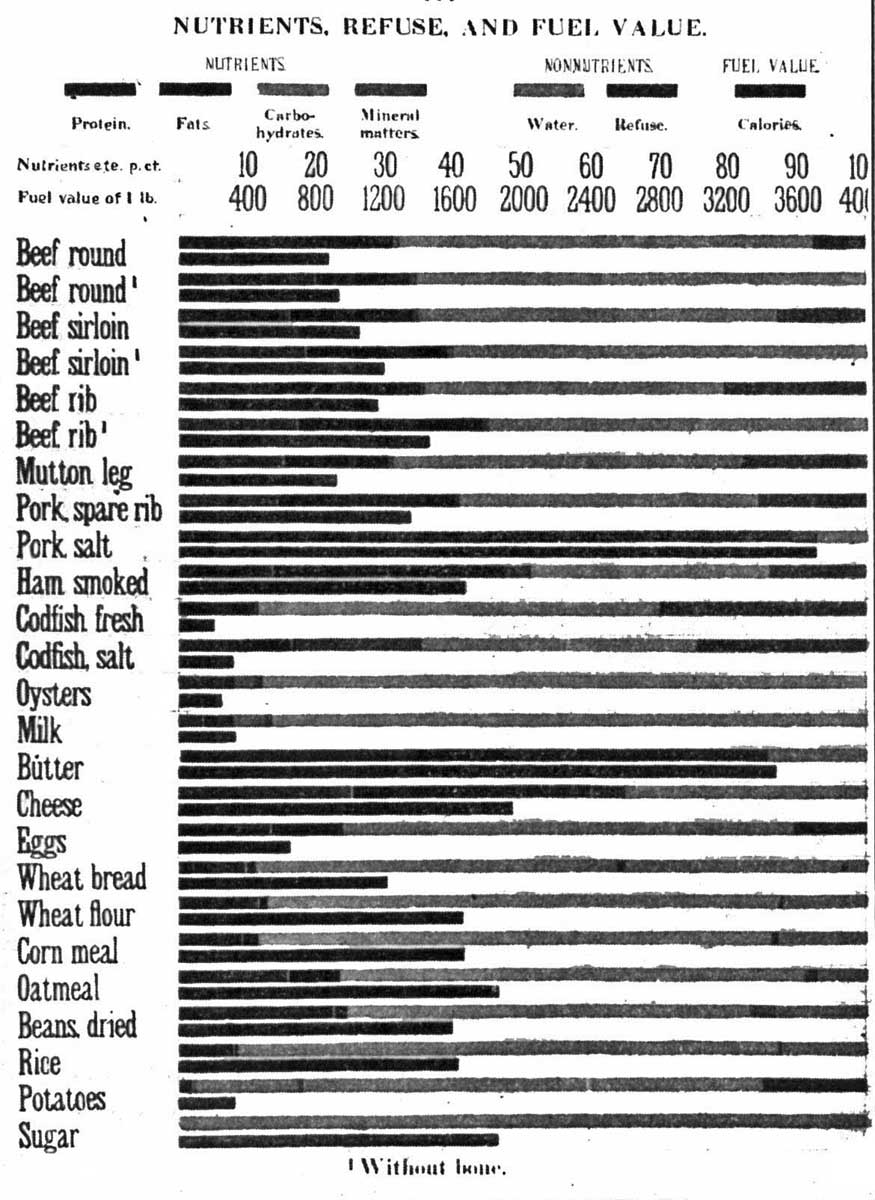 NUTRIENTS, REFUSE, AND FUEL VALUE.
NUTRIENTS. NONNUTRIENTS. FUEL VALUE.
Protein. Fats. Carbo-hydrates. Mineral matters. Water. Refuse. Calories.
Nutrients etc. p. ct. 10 20 30 40 50 60 70 80 90 10
Fuel value of 1 lb. 400 800 1200 1600 2000 2400 2800 3200 3600 400
Beef round
Beef round¹
Beef sirloin
Beef sirloin¹
Beef rib
Beef rib¹
Mutton leg
Pork, spare rib
Pork salt
Ham smoked
Codfish fresh
Codfish, salt
Oysters
Milk
Butter
Cheese
Eggs
Wheat bread
Wheat flour
Corn meal
Oatmeal
Beans, dried
Rice
Potatoes
Sugar
¹ Without bone.